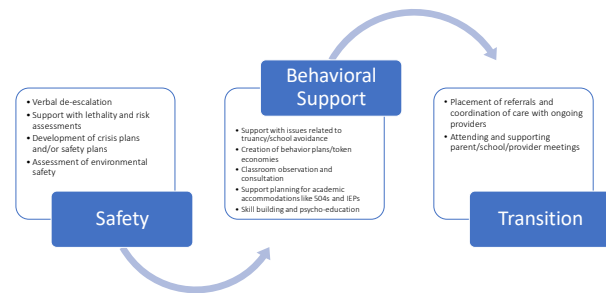 • Verbal de-escalation
• Support with lethality and risk
assessments
• Development of crisis plans
and/or safety plans
• Assessment of environmental
safety
Safety
Behavioral
Support
• Support with issues related to
truancy/school avoidance
• Creation of behavior plans/token
economies
• Classroom observation and
consultation
• Support planning for academic
accommodations like 504s and IEPs
• Skill building and psycho-education
• Placement of referrals and
coordination of care with ongoing
providers
• Attending and supporting
parent/school/provider meetings
Transition